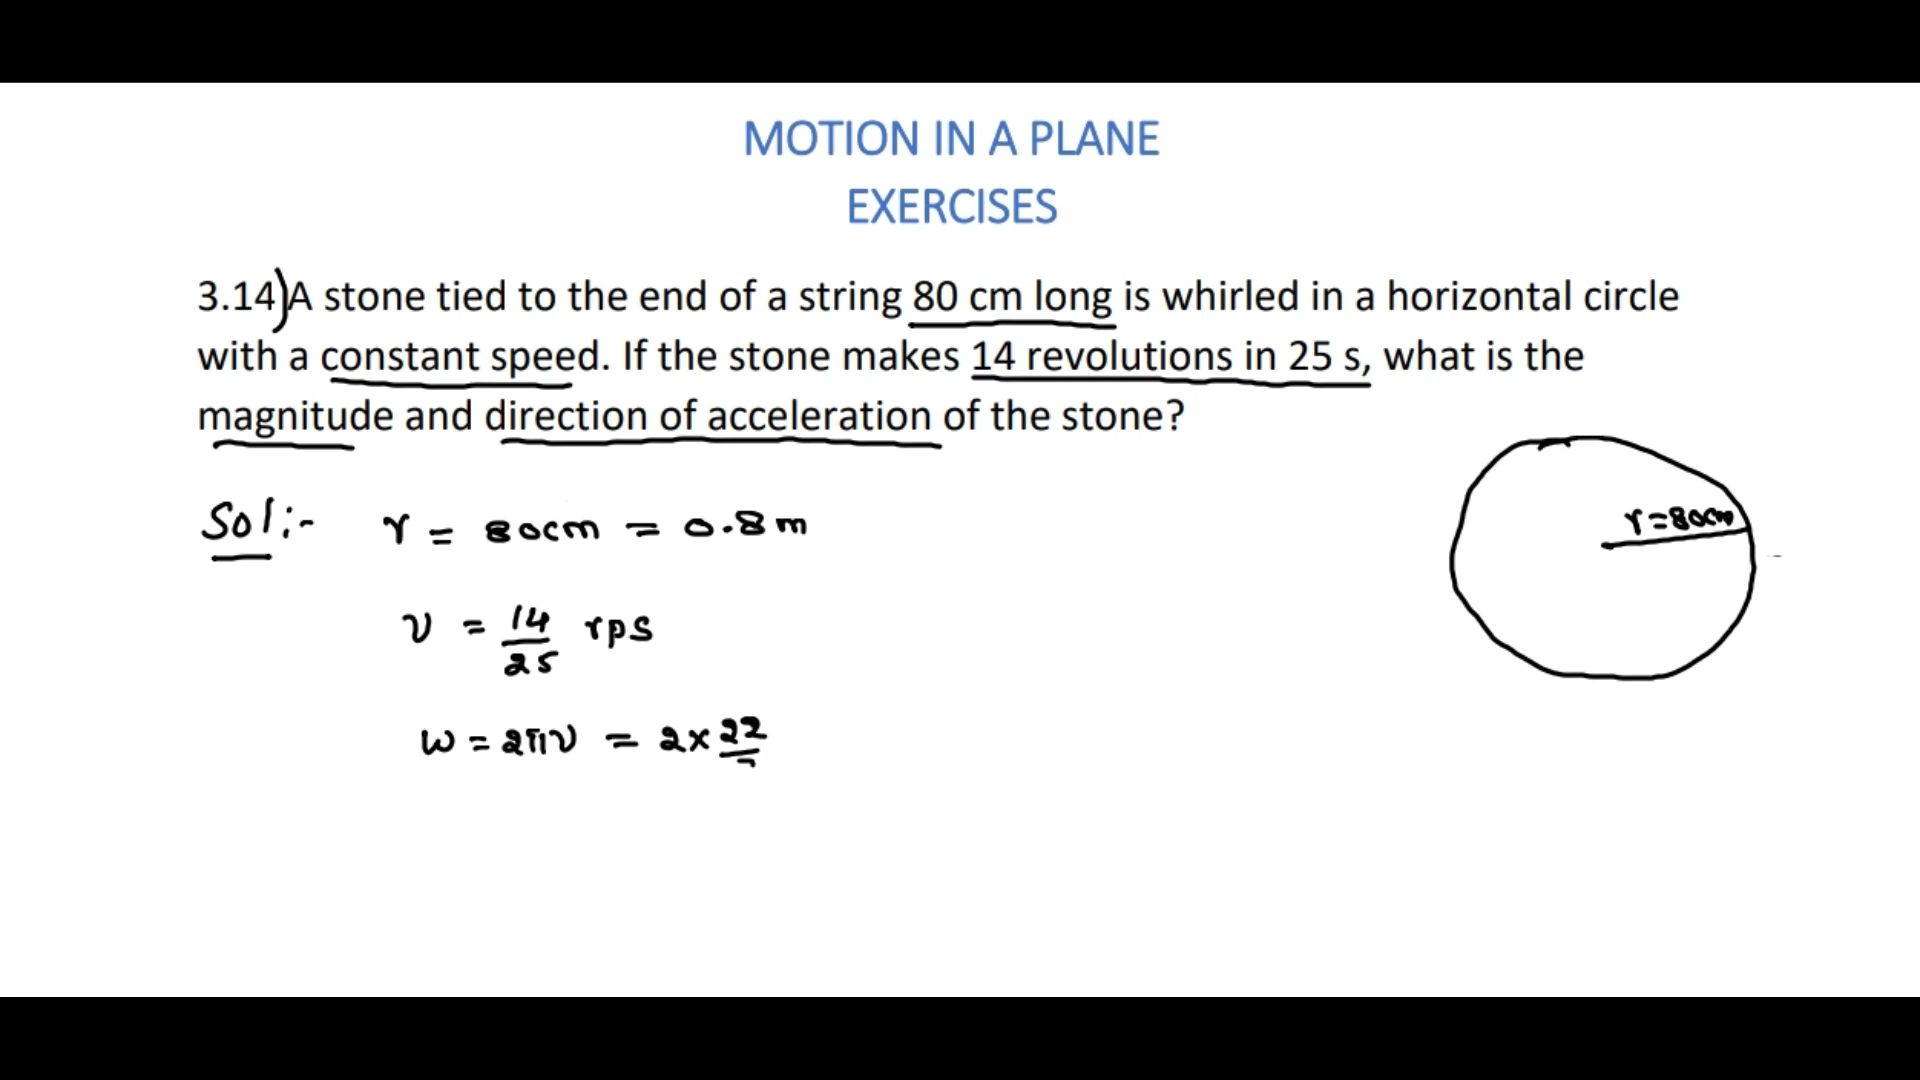 MOTION IN A PLANE
EXERCISES
3.14)A stone tied to the end of a string 80 cm long is whirled in a horizontal circle
with a constant speed. If the stone makes 14 revolutions in 25 s, what is the
magnitude and direction of acceleration of the stone?
Sol:- r = 80cm = 0.8m
r=80cm
ν = 14/25 rps
ω = 2πν = 2×22/